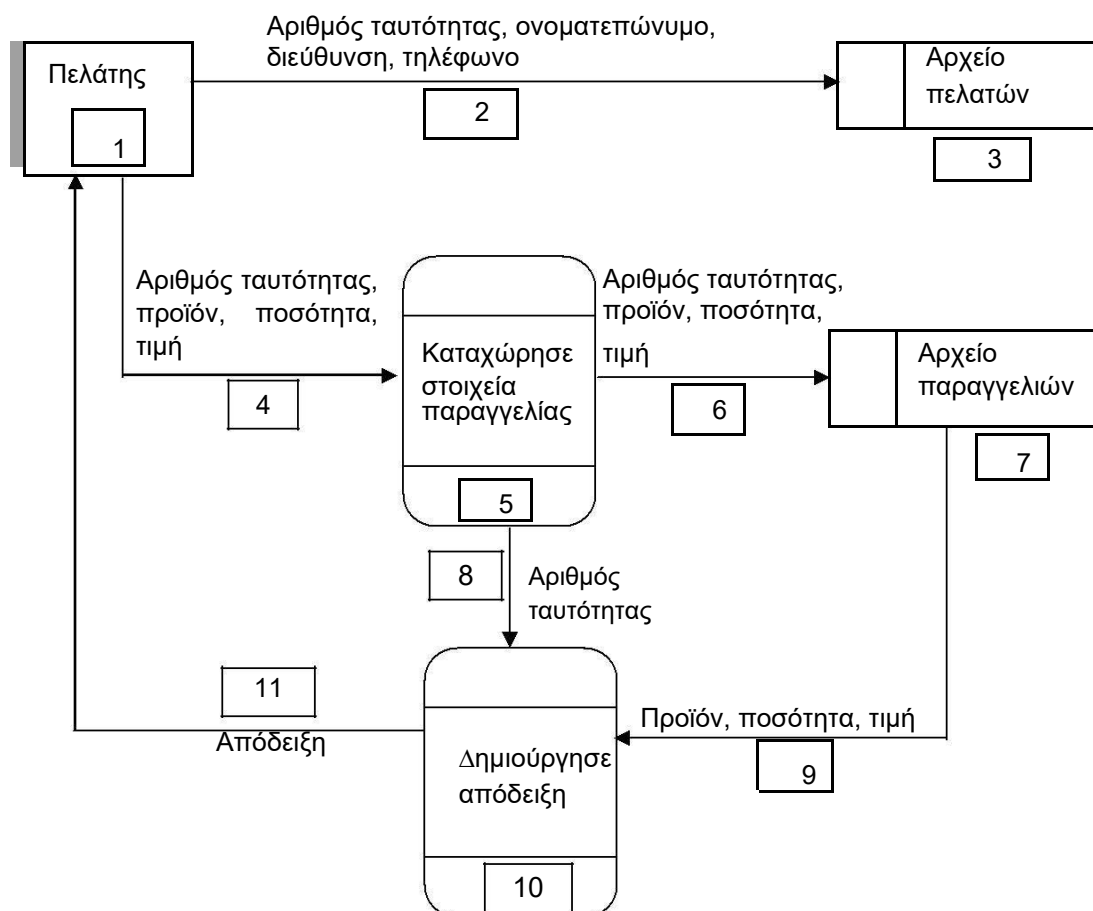 Αριθμός ταυτότητας, ονοματεπώνυμο,
διεύθυνση, τηλέφωνο
Πελάτης
1
2
Αρχείο
πελατών
3
Αριθμός ταυτότητας,
προϊόν, ποσότητα,
τιμή
4
Καταχώρησε
στοιχεία
παραγγελίας
5
Αριθμός ταυτότητας,
προϊόν, ποσότητα,
τιμή
6
Αρχείο
παραγγελιών
7
8
Αριθμός
ταυτότητας
11
Απόδειξη
Προϊόν, ποσότητα, τιμή
9
Δημιούργησε
απόδειξη
10